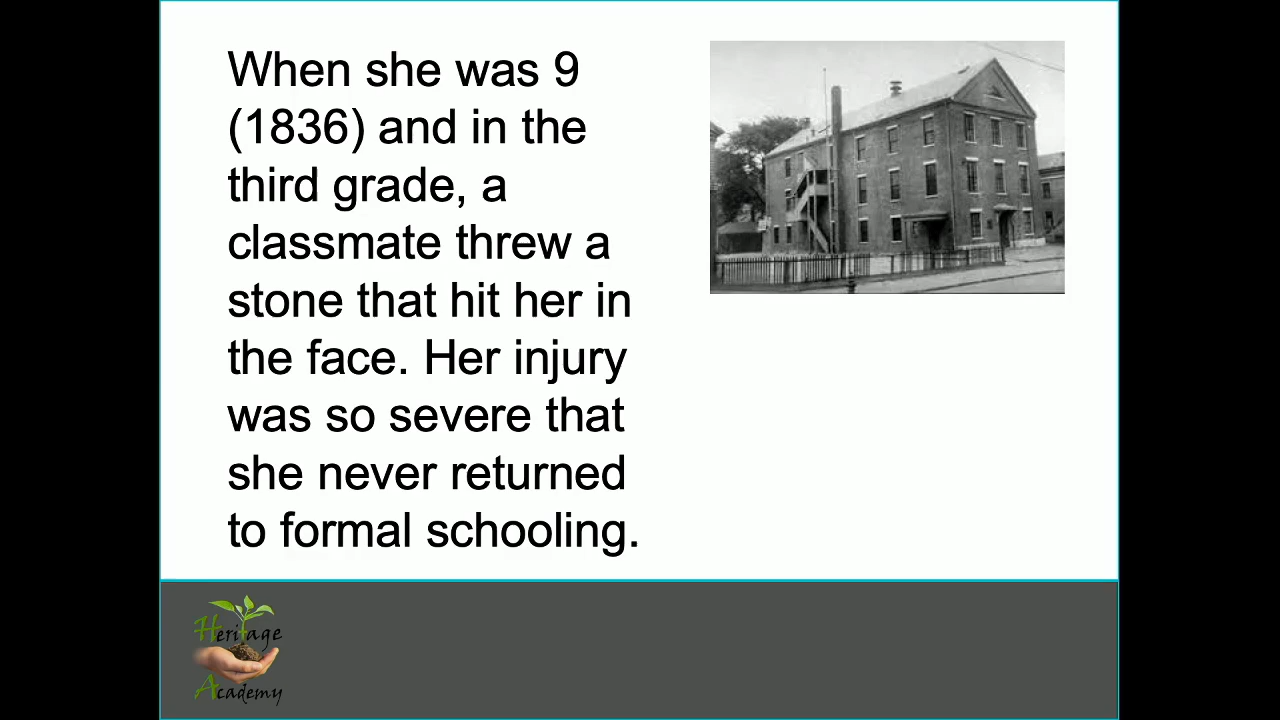 When she was 9
(1836) and in the
third grade, a
classmate threw a
stone that hit her in
the face. Her injury
was so severe that
she never returned
to formal schooling.
Heritage
Academy